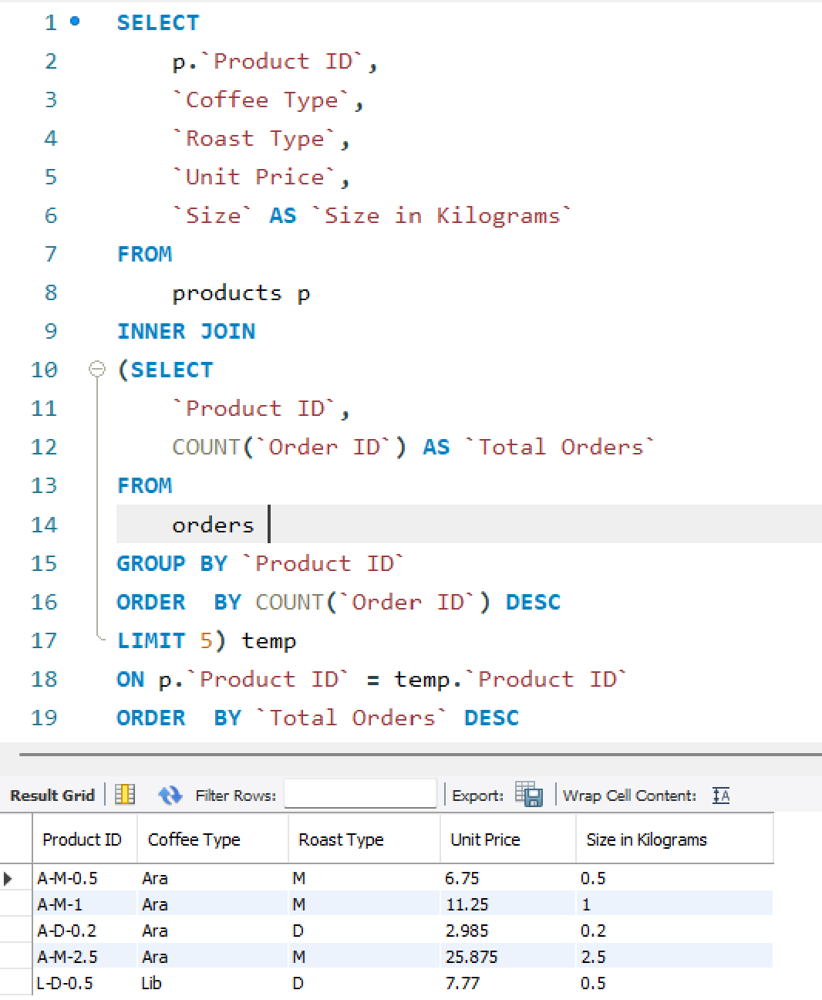 1 SELECT
2 p.`Product ID`,
3 `Coffee Type`,
4 `Roast Type`,
5 `Unit Price`,
6 `Size` AS `Size in Kilograms`
7 FROM
8 products p
9 INNER JOIN
10 (SELECT
11 `Product ID`,
12 COUNT(`Order ID`) AS `Total Orders`
13 FROM
14 orders
15 GROUP BY `Product ID`
16 ORDER  BY COUNT(`Order ID`) DESC
17 LIMIT 5) temp
18 ON p.`Product ID` = temp.`Product ID`
19 ORDER  BY `Total Orders` DESC
Result Grid Filter Rows: Export: Wrap Cell Content: IA
Product ID Coffee Type Roast Type Unit Price Size in Kilograms
A-M-0.5 Ara M 6.75 0.5
A-M-1 Ara M 11.25 1
A-D-0.2 Ara D 2.985 0.2
A-M-2.5 Ara M 25.875 2.5
L-D-0.5 Lib D 7.77 0.5